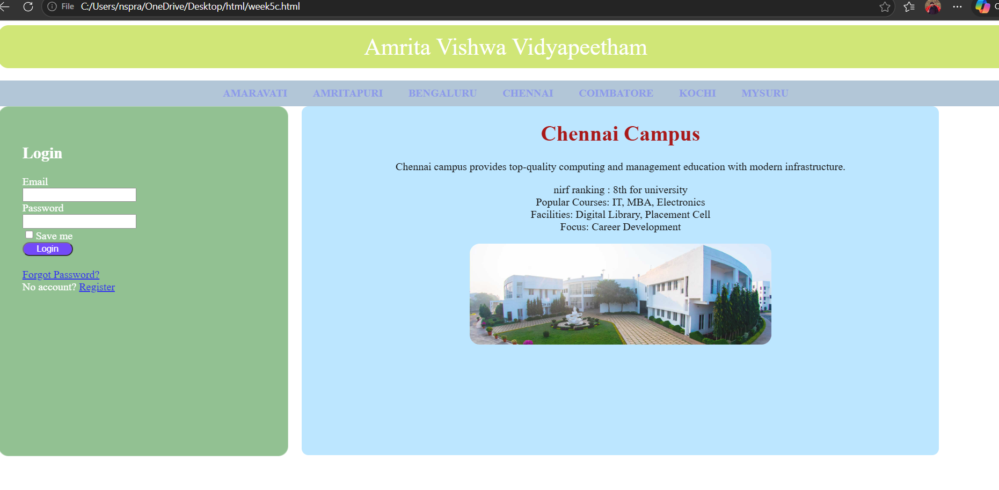 File C:/Users/nspra/OneDrive/Desktop/html/week5c.html
Amrita Vishwa Vidyapeetham
AMARAVATI AMRITAPURI BENGALURU CHENNAI COIMBATORE KOCHI MYSURU
Login
Email
Password
Save me
Login
Forgot Password?
No account? Register
Chennai Campus
Chennai campus provides top-quality computing and management education with modern infrastructure.
nirf ranking : 8th for university
Popular Courses: IT, MBA, Electronics
Facilities: Digital Library, Placement Cell
Focus: Career Development